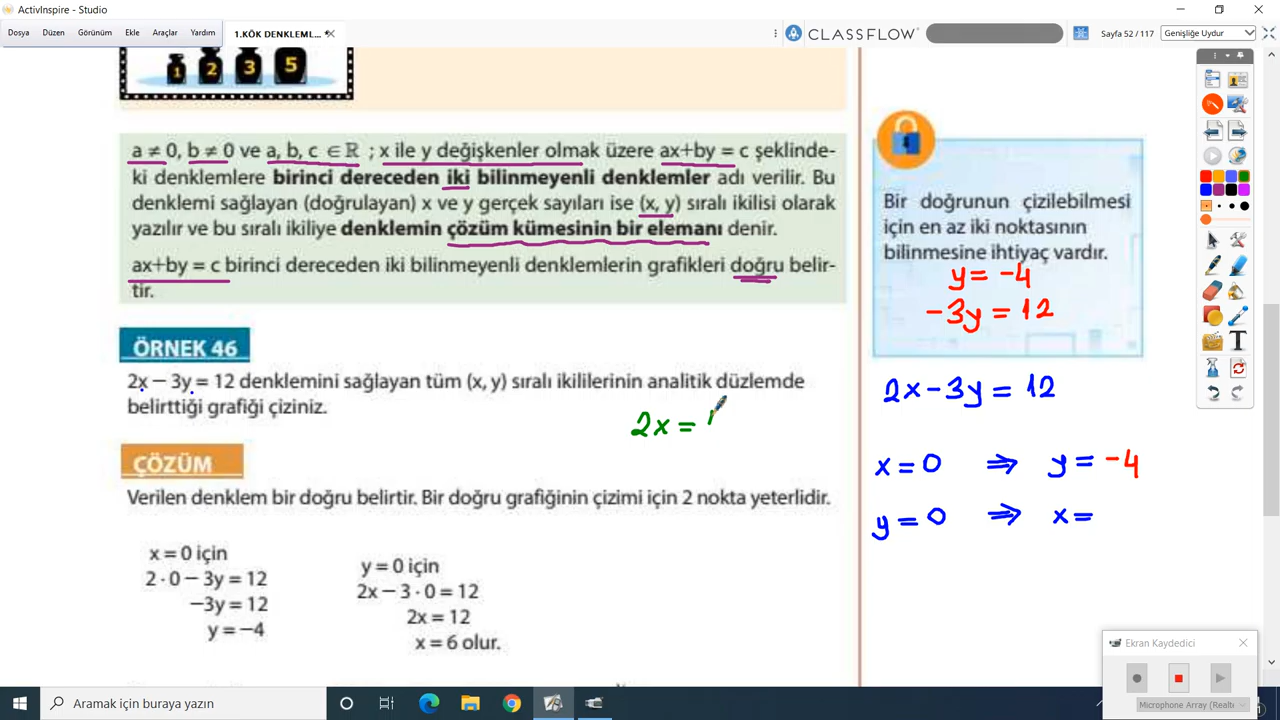 ActivInspire - Studio
Dosya Düzen Görünüm Ekle Araçlar Yardım
1.KÖK DENKLEML...
CLASSFLOW
Sayfa 52 / 117
Genişliğe Uydur
1 2 3 5
a ≠ 0, b ≠ 0 ve a, b, c ∈ ℝ ; x ile y değişkenler olmak üzere ax+by = c şeklinde-
ki denklemlere birinci dereceden iki bilinmeyenli denklemler adı verilir. Bu
denklemi sağlayan (doğrulayan) x ve y gerçek sayıları ise (x, y) sıralı ikilisi olarak
yazılır ve bu sıralı ikiliye denklemin çözüm kümesinin bir elemanı denir.
ax+by = c birinci dereceden iki bilinmeyenli denklemlerin grafikleri doğru belir-
tir.
ÖRNEK 46
2x − 3y = 12 denklemini sağlayan tüm (x, y) sıralı ikililerinin analitik düzlemde
belirttiği grafiği çiziniz.
2x =
ÇÖZÜM
Verilen denklem bir doğru belirtir. Bir doğru grafiğinin çizimi için 2 nokta yeterlidir.
x = 0 için
2 · 0 − 3y = 12
−3y = 12
y = −4
y = 0 için
2x − 3 · 0 = 12
2x = 12
x = 6 olur.
Bir doğrunun çizilebilmesi
için en az iki noktasının
bilinmesine ihtiyaç vardır.
y = -4
-3y = 12
2x - 3y = 12
x = 0 ⇒ y = -4
y = 0 ⇒ x =
Ekran Kaydedici
Microphone Array (Realte
Aramak için buraya yazın